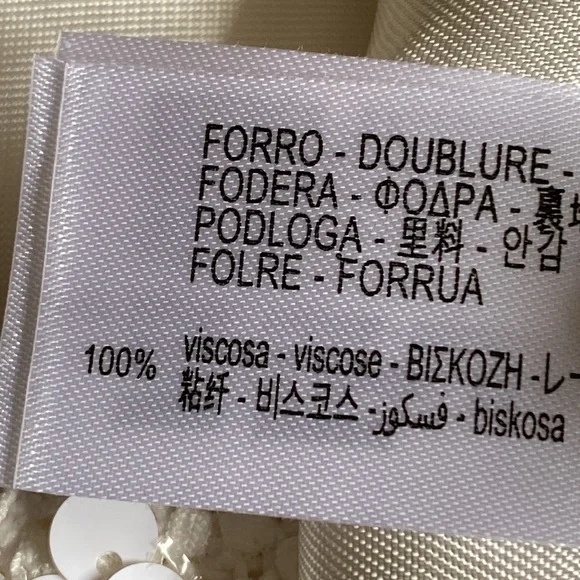 FORRO - DOUBLURE -
FODERA - ΦΟΔΡΑ - 裏
PODLOGA - 里料 - 안감
FOLRE - FORRUA
100% viscosa - viscose - ΒΙΣΚΟΖΗ - レー
粘纤 - 비스코스 - فسكوز - biskosa